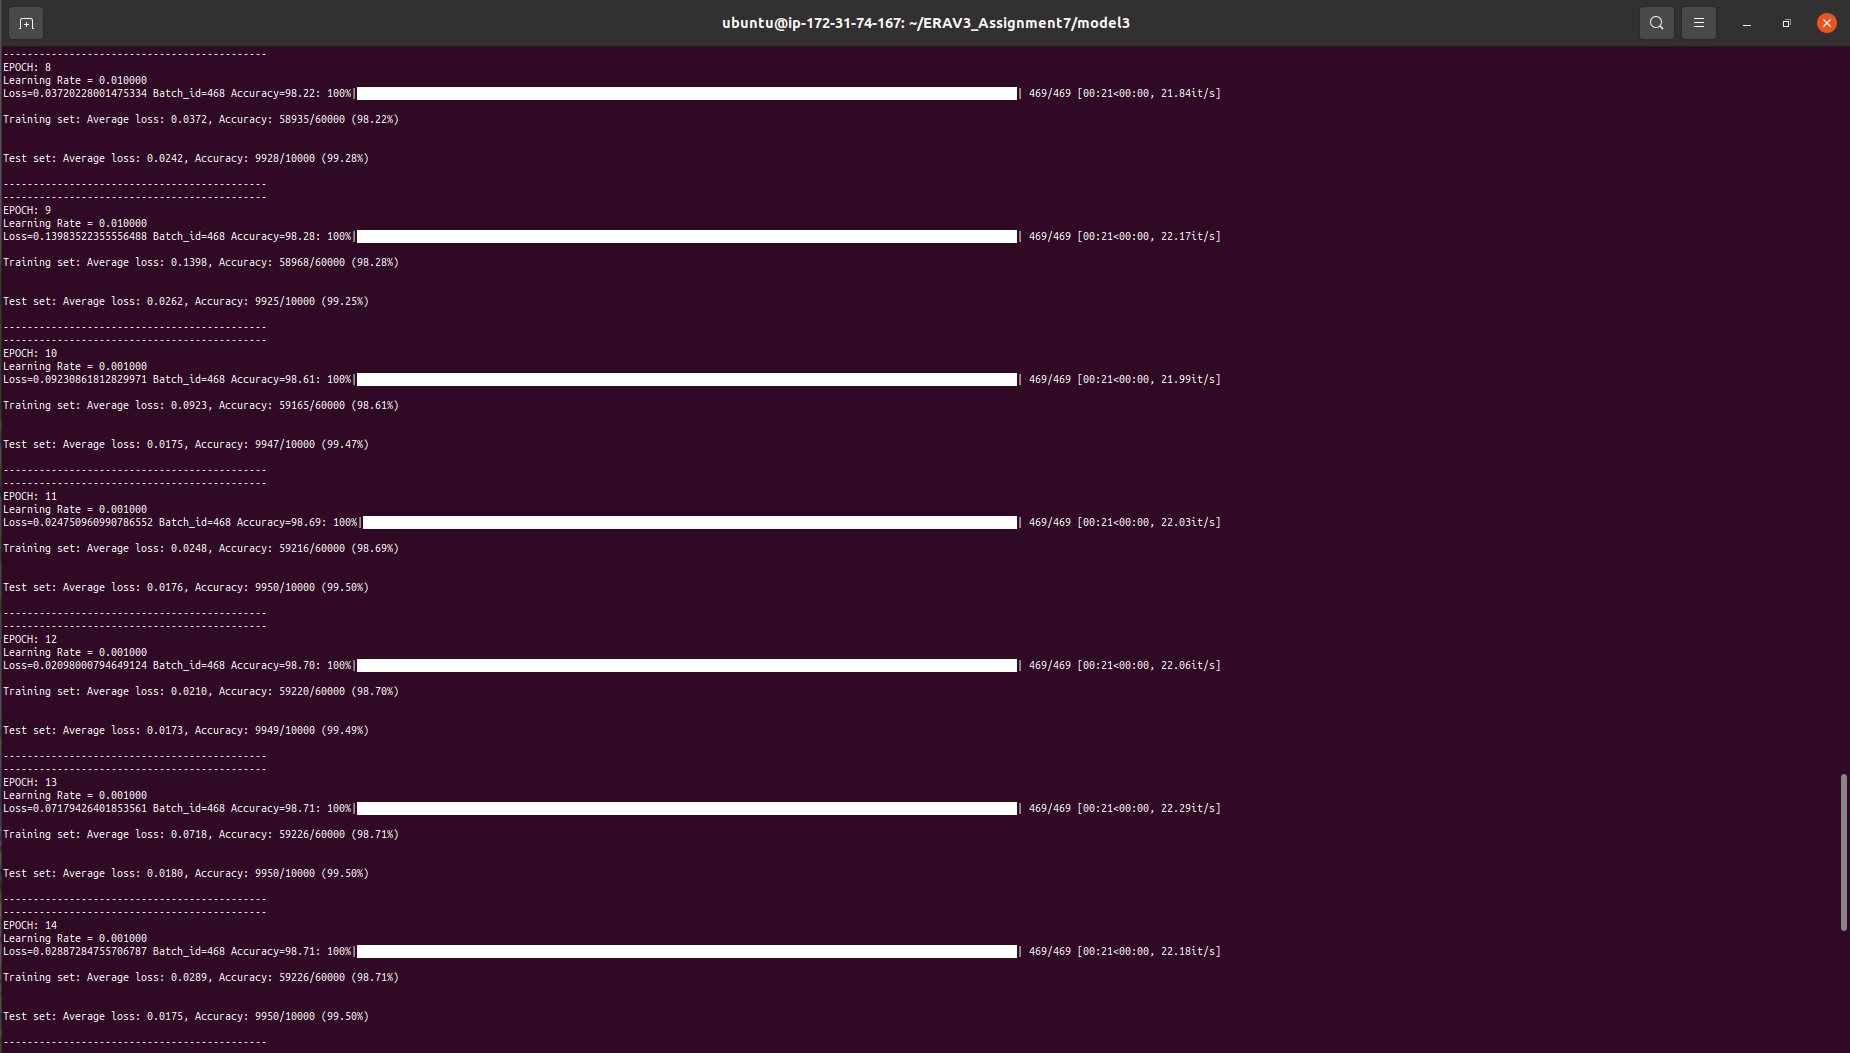 ubuntu@ip-172-31-74-167: ~/ERAV3_Assignment7/model3
--------------------------------------------
EPOCH: 8
Learning Rate = 0.010000
Loss=0.03720228001475334 Batch_id=468 Accuracy=98.22: 100%|| 469/469 [00:21<00:00, 21.84it/s]
Training set: Average loss: 0.0372, Accuracy: 58935/60000 (98.22%)
Test set: Average loss: 0.0242, Accuracy: 9928/10000 (99.28%)
--------------------------------------------
--------------------------------------------
EPOCH: 9
Learning Rate = 0.010000
Loss=0.13983522355556488 Batch_id=468 Accuracy=98.28: 100%|| 469/469 [00:21<00:00, 22.17it/s]
Training set: Average loss: 0.1398, Accuracy: 58968/60000 (98.28%)
Test set: Average loss: 0.0262, Accuracy: 9925/10000 (99.25%)
--------------------------------------------
--------------------------------------------
EPOCH: 10
Learning Rate = 0.001000
Loss=0.09230861812829971 Batch_id=468 Accuracy=98.61: 100%|| 469/469 [00:21<00:00, 21.99it/s]
Training set: Average loss: 0.0923, Accuracy: 59165/60000 (98.61%)
Test set: Average loss: 0.0175, Accuracy: 9947/10000 (99.47%)
--------------------------------------------
--------------------------------------------
EPOCH: 11
Learning Rate = 0.001000
Loss=0.024750960990786552 Batch_id=468 Accuracy=98.69: 100%|| 469/469 [00:21<00:00, 22.03it/s]
Training set: Average loss: 0.0248, Accuracy: 59216/60000 (98.69%)
Test set: Average loss: 0.0176, Accuracy: 9950/10000 (99.50%)
--------------------------------------------
--------------------------------------------
EPOCH: 12
Learning Rate = 0.001000
Loss=0.02098000794649124 Batch_id=468 Accuracy=98.70: 100%|| 469/469 [00:21<00:00, 22.06it/s]
Training set: Average loss: 0.0210, Accuracy: 59220/60000 (98.70%)
Test set: Average loss: 0.0173, Accuracy: 9949/10000 (99.49%)
--------------------------------------------
--------------------------------------------
EPOCH: 13
Learning Rate = 0.001000
Loss=0.07179426401853561 Batch_id=468 Accuracy=98.71: 100%|| 469/469 [00:21<00:00, 22.29it/s]
Training set: Average loss: 0.0718, Accuracy: 59226/60000 (98.71%)
Test set: Average loss: 0.0180, Accuracy: 9950/10000 (99.50%)
--------------------------------------------
--------------------------------------------
EPOCH: 14
Learning Rate = 0.001000
Loss=0.02887284755706787 Batch_id=468 Accuracy=98.71: 100%|| 469/469 [00:21<00:00, 22.18it/s]
Training set: Average loss: 0.0289, Accuracy: 59226/60000 (98.71%)
Test set: Average loss: 0.0175, Accuracy: 9950/10000 (99.50%)
--------------------------------------------